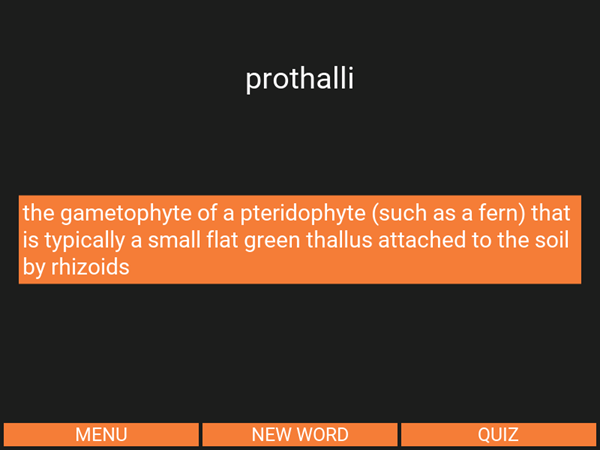 prothalli
the gametophyte of a pteridophyte (such as a fern) that
is typically a small flat green thallus attached to the soil
by rhizoids
MENU
NEW WORD
QUIZ